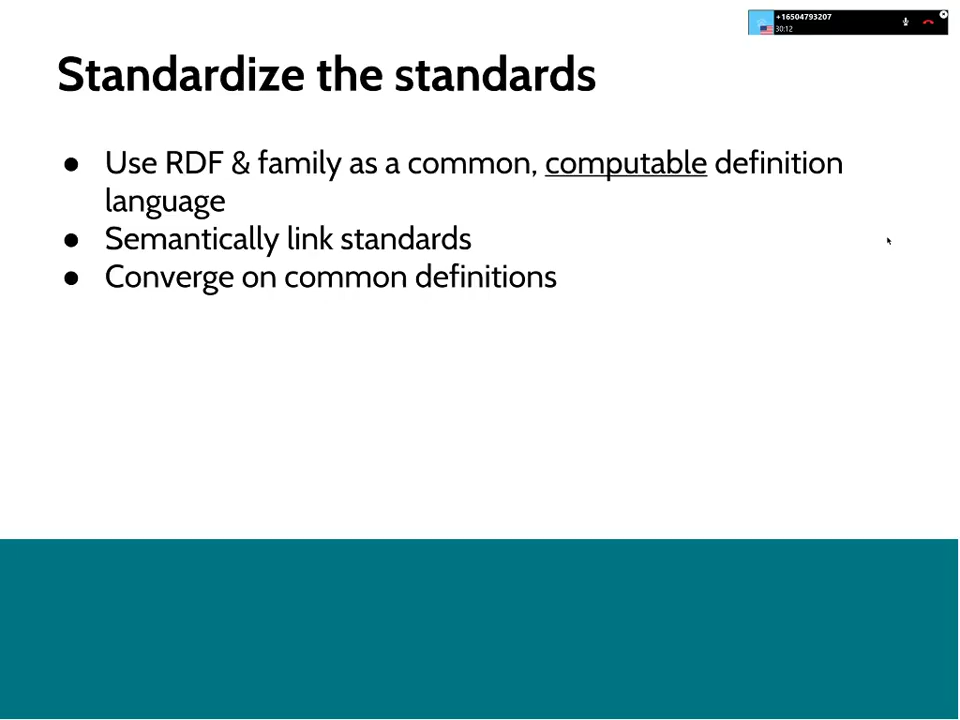 +16504793207
30:12
Standardize the standards
● Use RDF & family as a common, computable definition
language
● Semantically link standards
● Converge on common definitions